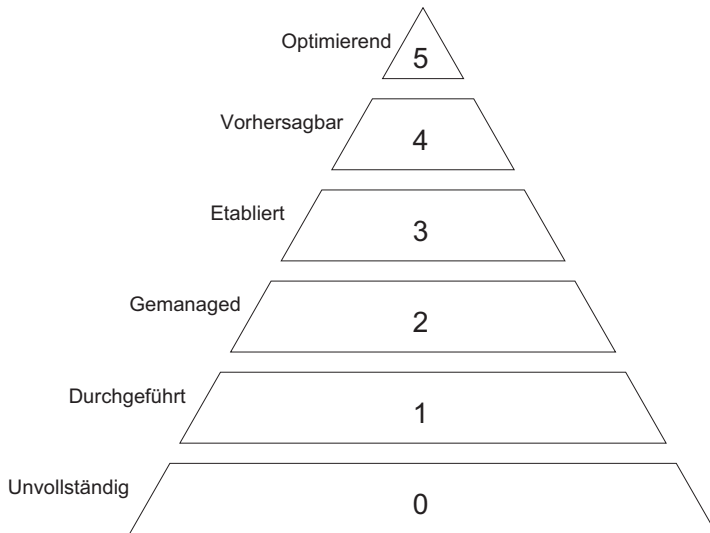 Optimierend
5
Vorhersagbar
4
Etabliert
3
Gemanaged
2
Durchgeführt
1
Unvollständig
0